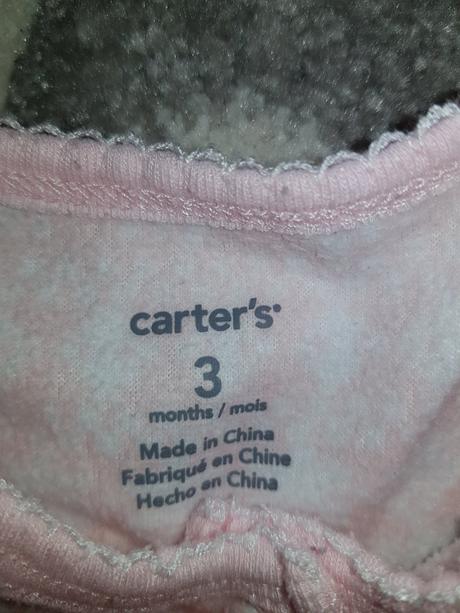 carter's
3
months / mois
Made in China
Fabriqué en Chine
Hecho en China